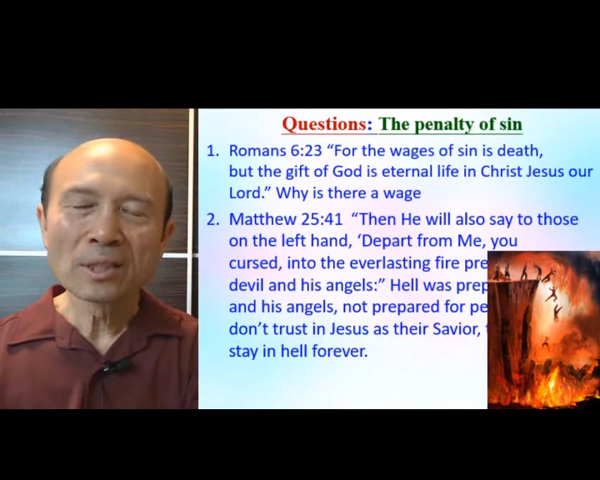 Questions: The penalty of sin
1. Romans 6:23 “For the wages of sin is death,
but the gift of God is eternal life in Christ Jesus our
Lord.” Why is there a wage
2. Matthew 25:41 “Then He will also say to those
on the left hand, ‘Depart from Me, you
cursed, into the everlasting fire pre
devil and his angels:” Hell was prep
and his angels, not prepared for pe
don’t trust in Jesus as their Savior,
stay in hell forever.